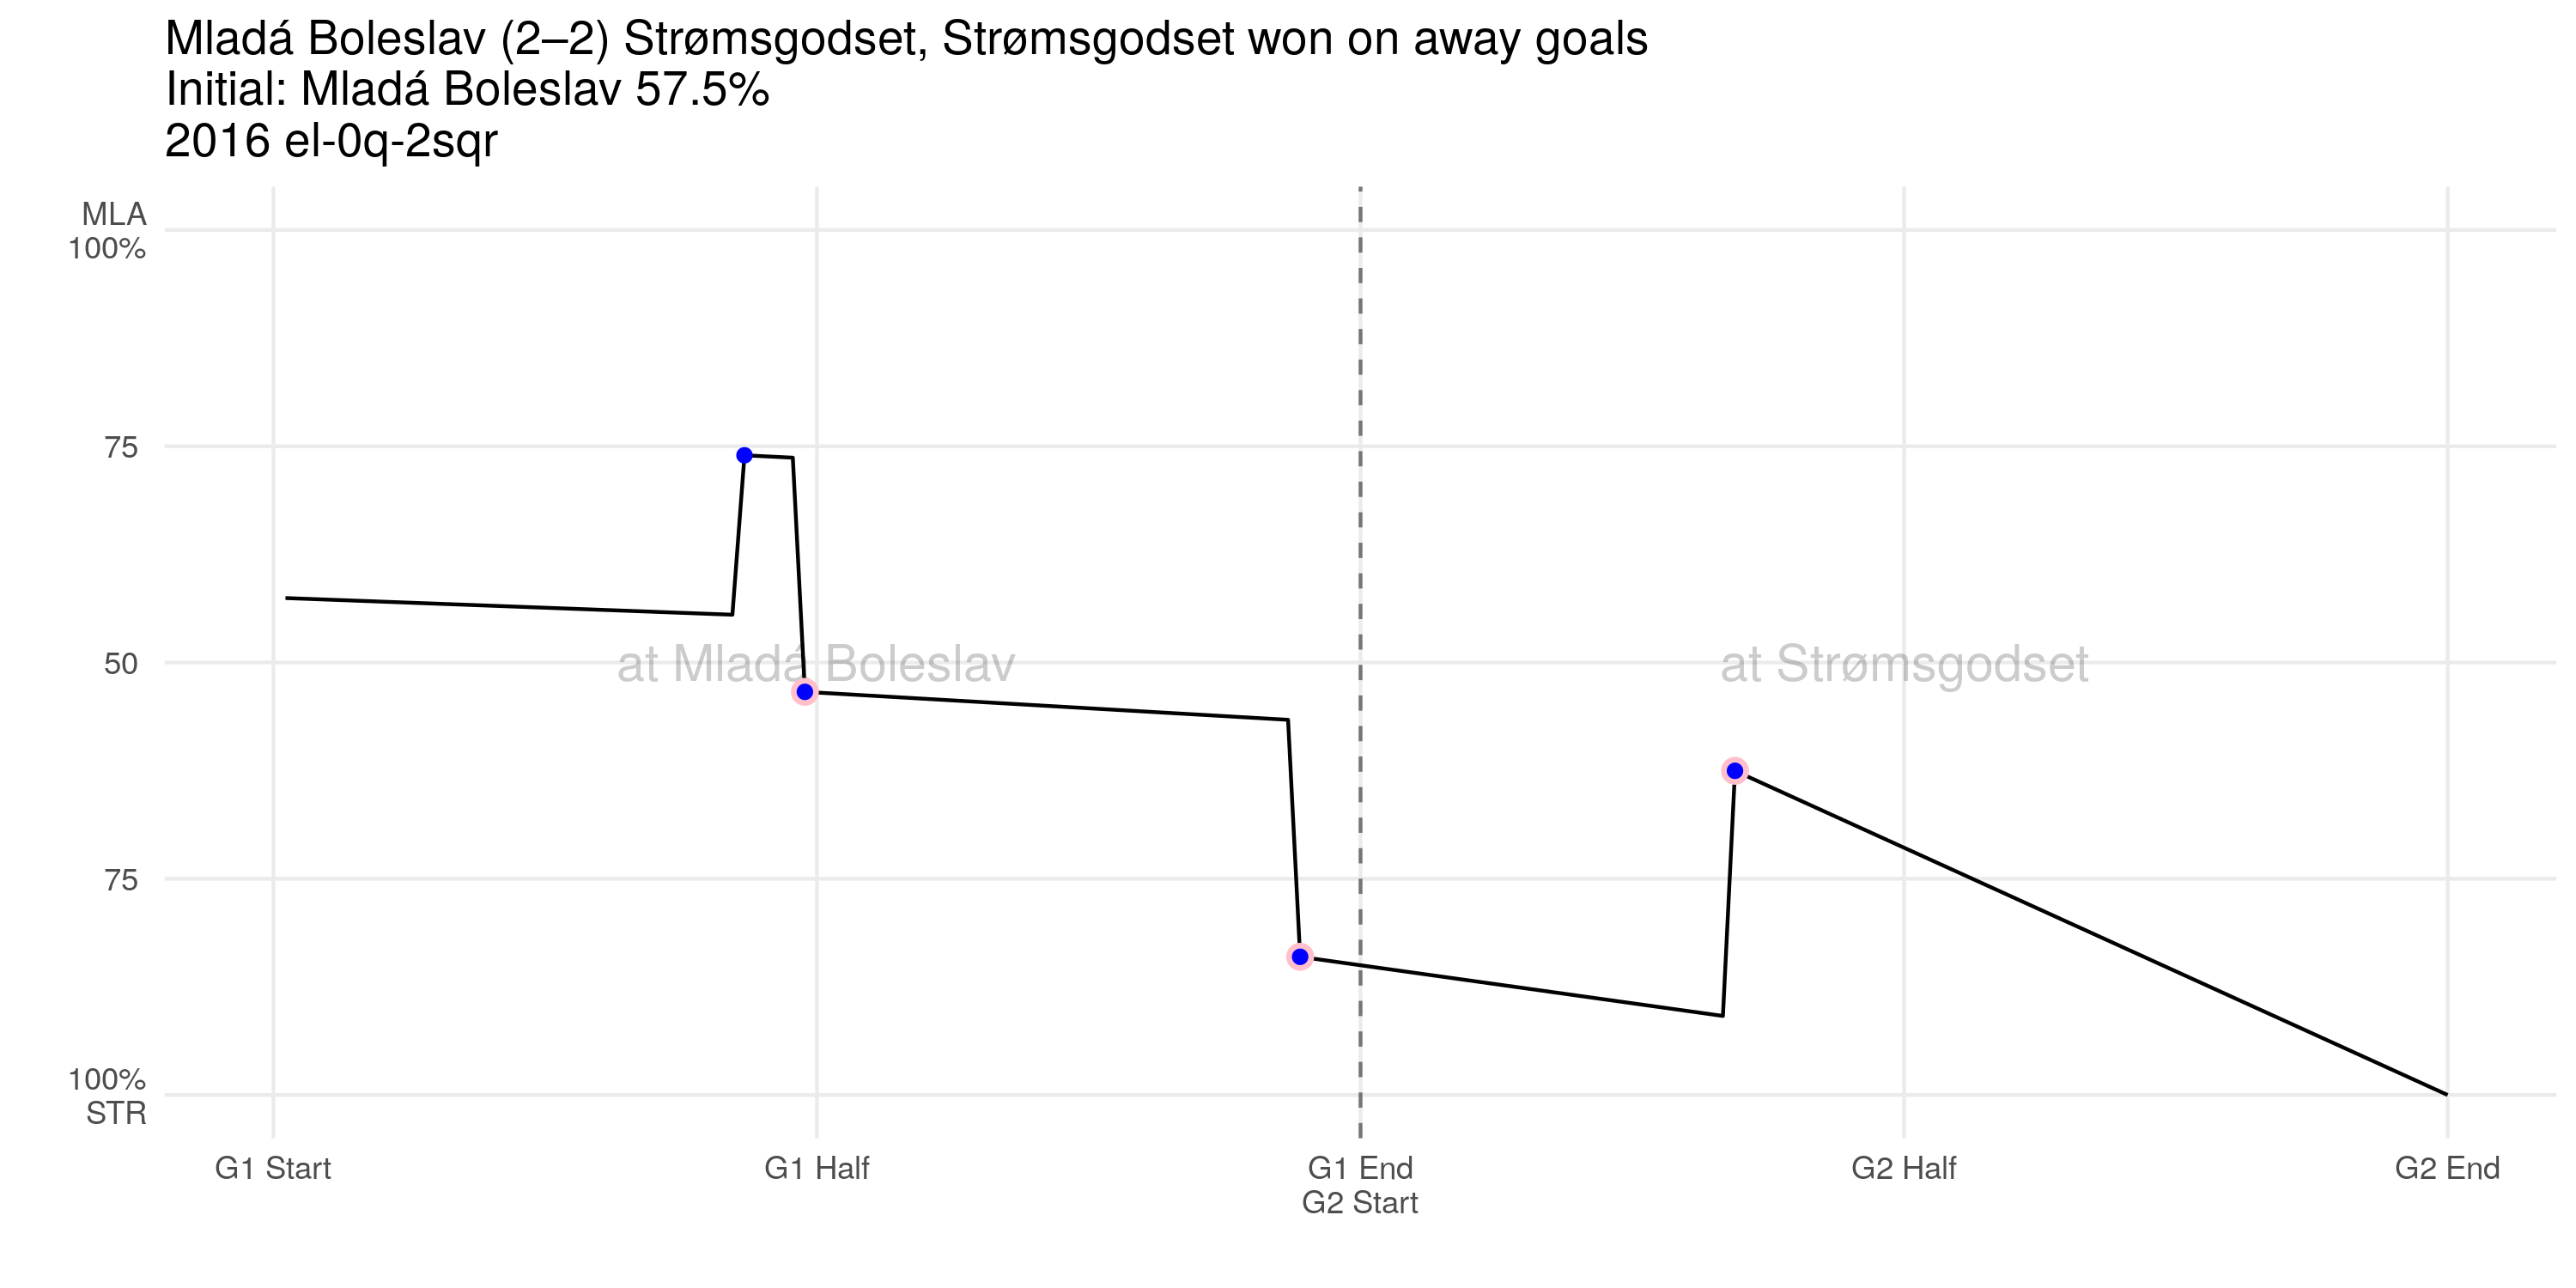 Mladá Boleslav (2–2) Strømsgodset, Strømsgodset won on away goals
Initial: Mladá Boleslav 57.5%
2016 el-0q-2sqr
MLA
100%
75
50
75
100%
STR
at Mladá Boleslav
at Strømsgodset
G1 Start
G1 Half
G1 End
G2 Start
G2 Half
G2 End